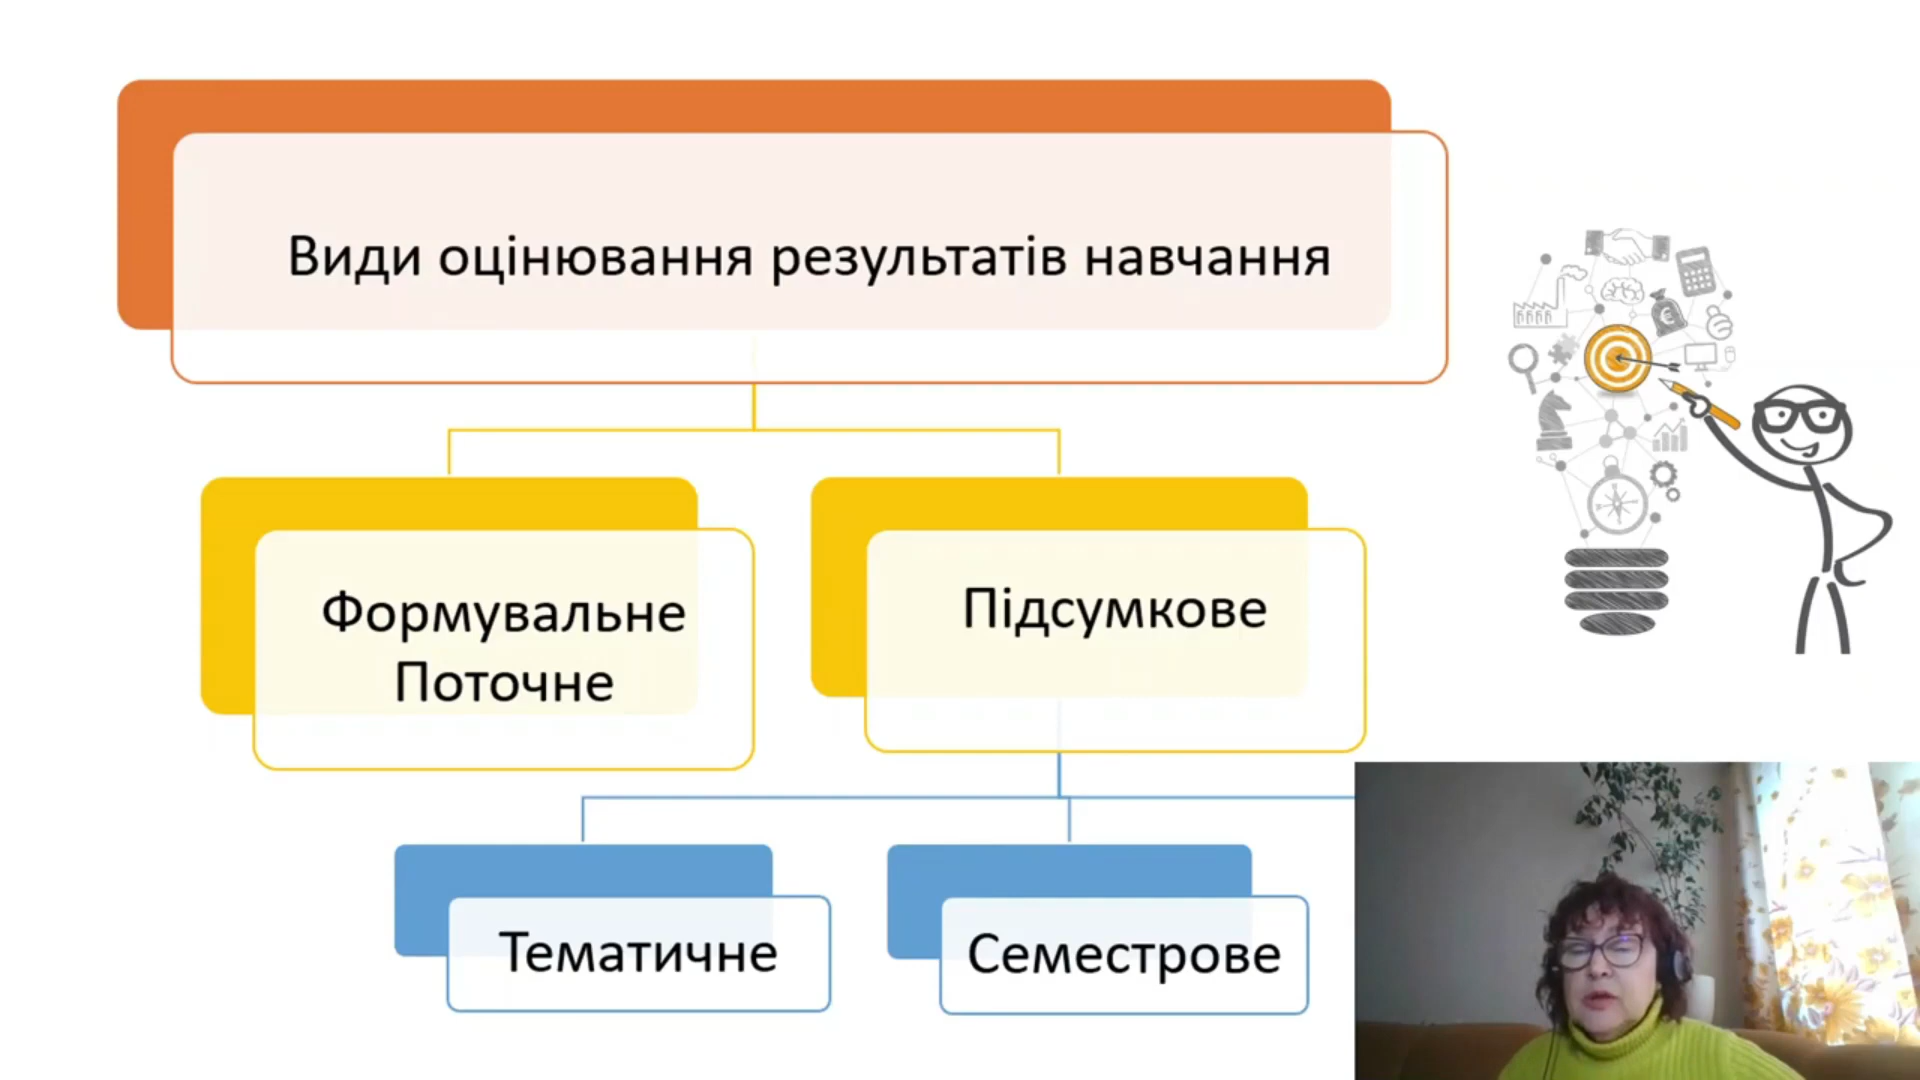 Види оцінювання результатів навчання
Формувальне
Поточне
Підсумкове
Тематичне
Семестрове